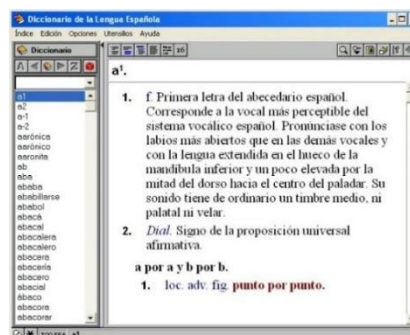 Diccionario de la Lengua Española
Índice Edición Opciones Utensilios Ayuda
Diccionario
a¹.
a1
a2
a-1
a-2
aarónica
aarónico
aaronita
ab
aba
ababa
ababillarse
ababol
abacá
abacal
abacalera
abacalero
abacera
abacería
abacero
abacial
ábaco
abacora
abacorar
1. f. Primera letra del abecedario español.
Corresponde a la vocal más perceptible del
sistema vocálico español. Pronúnciase con los
labios más abiertos que en las demás vocales y
con la lengua extendida en el hueco de la
mandíbula inferior y un poco elevada por la
mitad del dorso hacia el centro del paladar. Su
sonido tiene de ordinario un timbre medio, ni
palatal ni velar.
2. Dial. Signo de la proposición universal
afirmativa.
a por a y b por b.
1. loc. adv. fig. punto por punto.